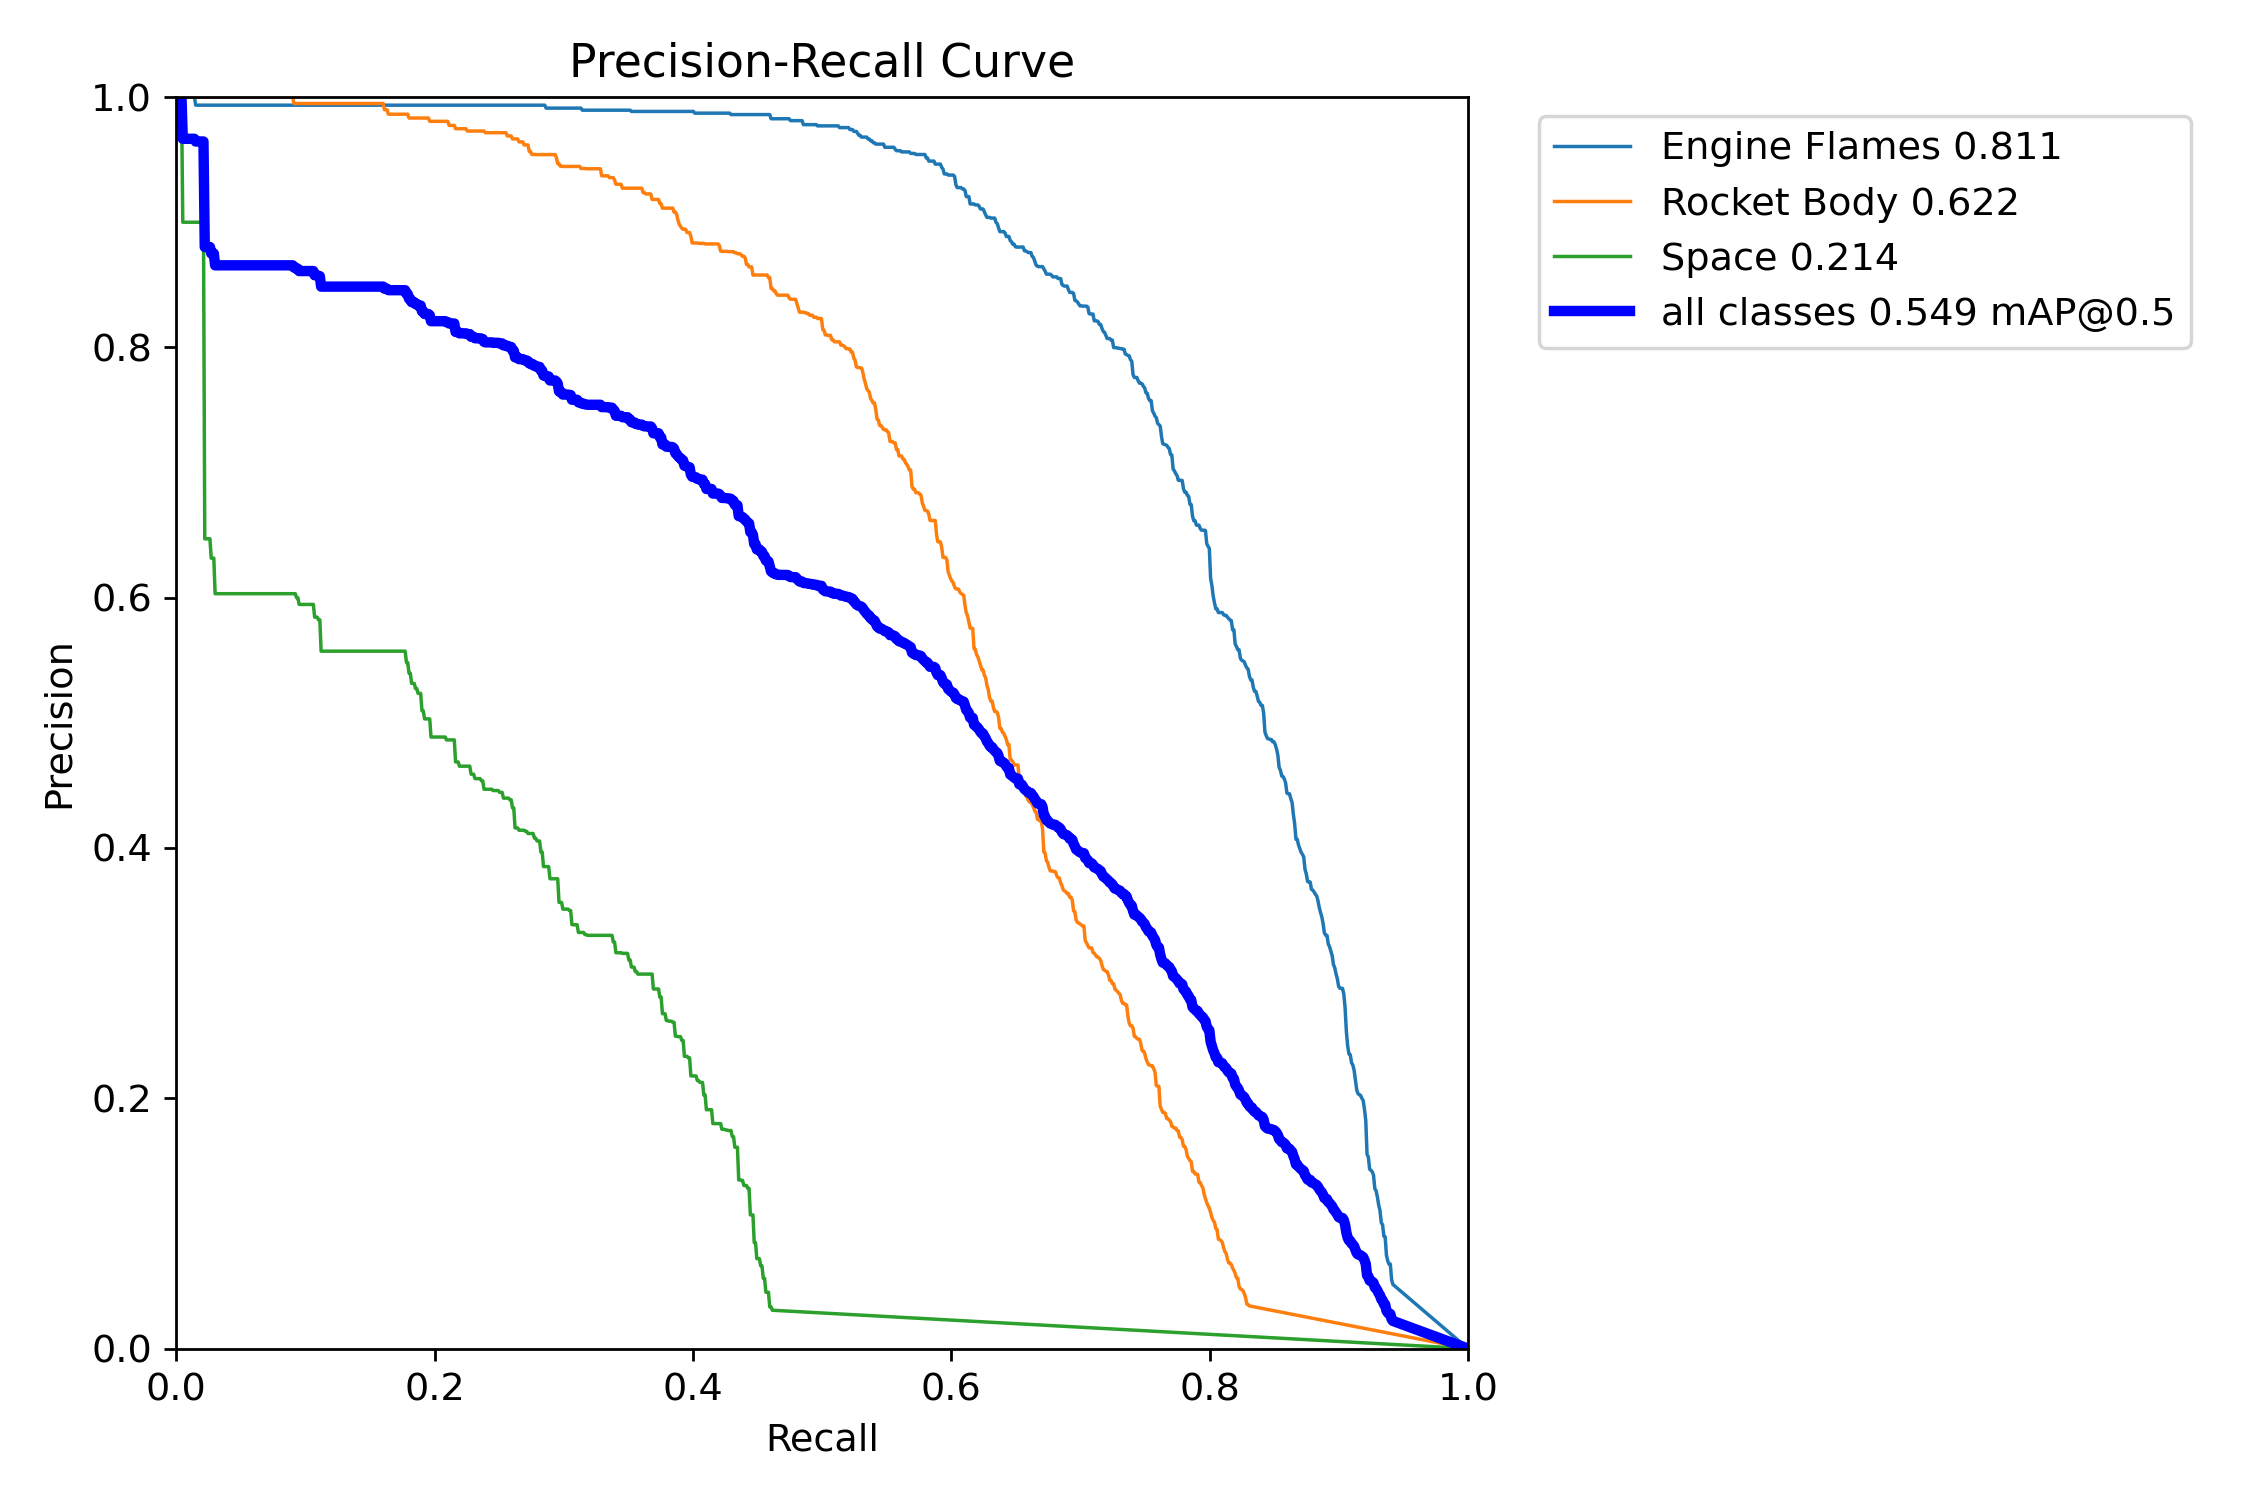 Precision-Recall Curve
Engine Flames 0.811
Rocket Body 0.622
Space 0.214
all classes 0.549 mAP@0.5
Precision
1.0
0.8
0.6
0.4
0.2
0.0
0.0 0.2 0.4 0.6 0.8 1.0
Recall